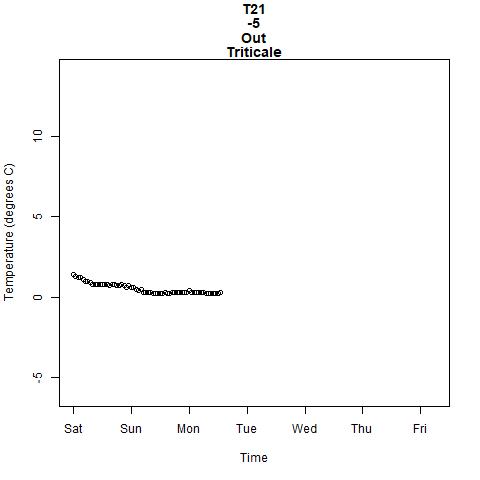 T21
-5
Out
Triticale
Temperature (degrees C)
10
5
0
-5
Sat Sun Mon Tue Wed Thu Fri
Time